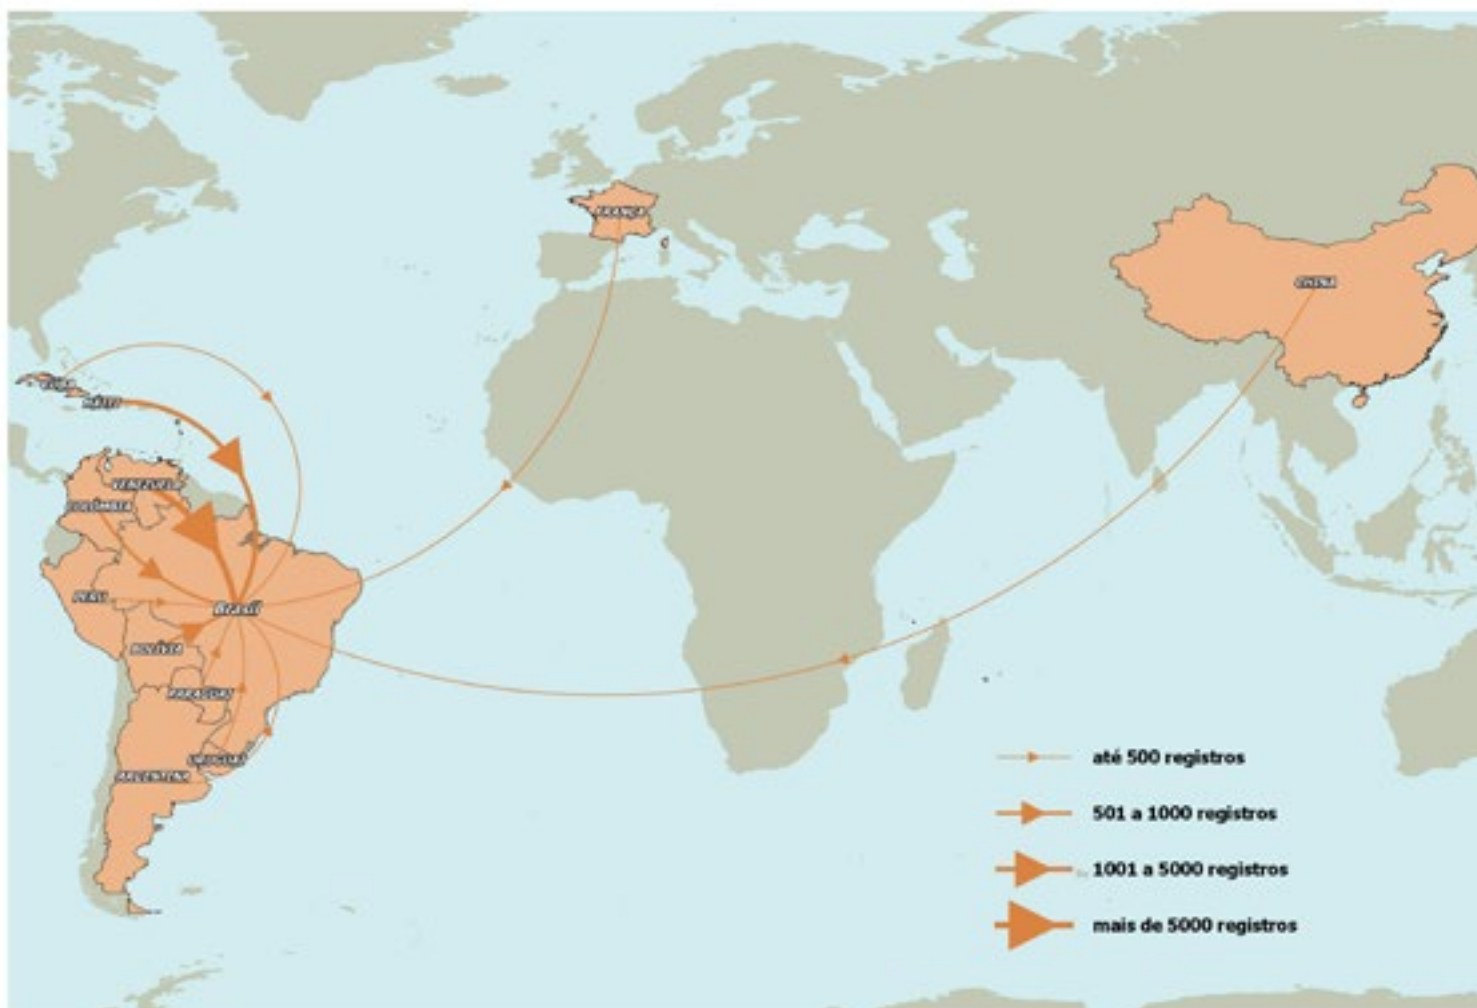 FRANÇA
CHINA
CUBA
HAITI
VENEZUEL
COLÔMBIA
PERU
Brasil
BOLÍVIA
PARAGUAI
URUGUAI
ARGENTINA
até 500 registros
501 a 1000 registros
1001 a 5000 registros
mais de 5000 registros